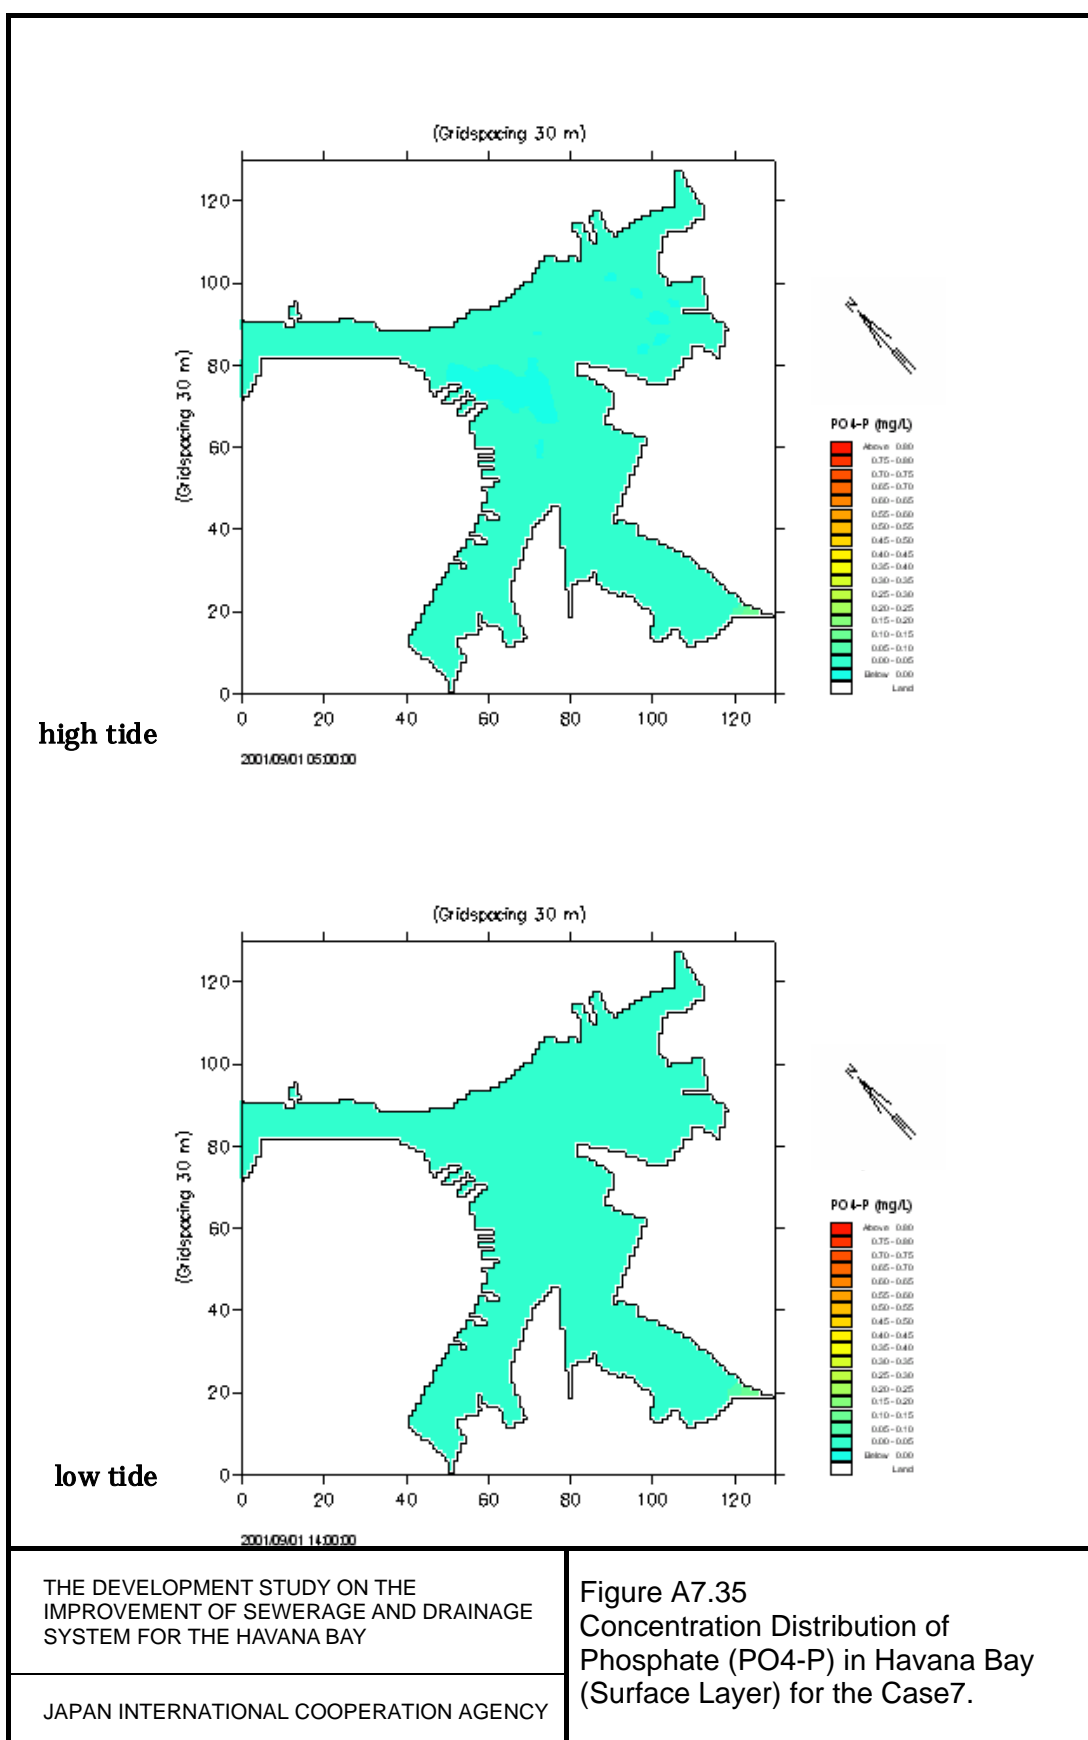 (Gridspacing 30 m)
(Gridspacing 30 m)
120
100
80
60
40
20
0
0 20 40 60 80 100 120
2001/09/01 05:00:00
high tide
N
PO4-P (mg/L)
Above 0.80
0.75 - 0.80
0.70 - 0.75
0.65 - 0.70
0.60 - 0.65
0.55 - 0.60
0.50 - 0.55
0.45 - 0.50
0.40 - 0.45
0.35 - 0.40
0.30 - 0.35
0.25 - 0.30
0.20 - 0.25
0.15 - 0.20
0.10 - 0.15
0.05 - 0.10
0.00 - 0.05
Below 0.00
Land
(Gridspacing 30 m)
(Gridspacing 30 m)
120
100
80
60
40
20
0
0 20 40 60 80 100 120
2001/09/01 14:00:00
low tide
N
PO4-P (mg/L)
Above 0.80
0.75 - 0.80
0.70 - 0.75
0.65 - 0.70
0.60 - 0.65
0.55 - 0.60
0.50 - 0.55
0.45 - 0.50
0.40 - 0.45
0.35 - 0.40
0.30 - 0.35
0.25 - 0.30
0.20 - 0.25
0.15 - 0.20
0.10 - 0.15
0.05 - 0.10
0.00 - 0.05
Below 0.00
Land
THE DEVELOPMENT STUDY ON THE
IMPROVEMENT OF SEWERAGE AND DRAINAGE
SYSTEM FOR THE HAVANA BAY
JAPAN INTERNATIONAL COOPERATION AGENCY
Figure A7.35
Concentration Distribution of
Phosphate (PO4-P) in Havana Bay
(Surface Layer) for the Case7.